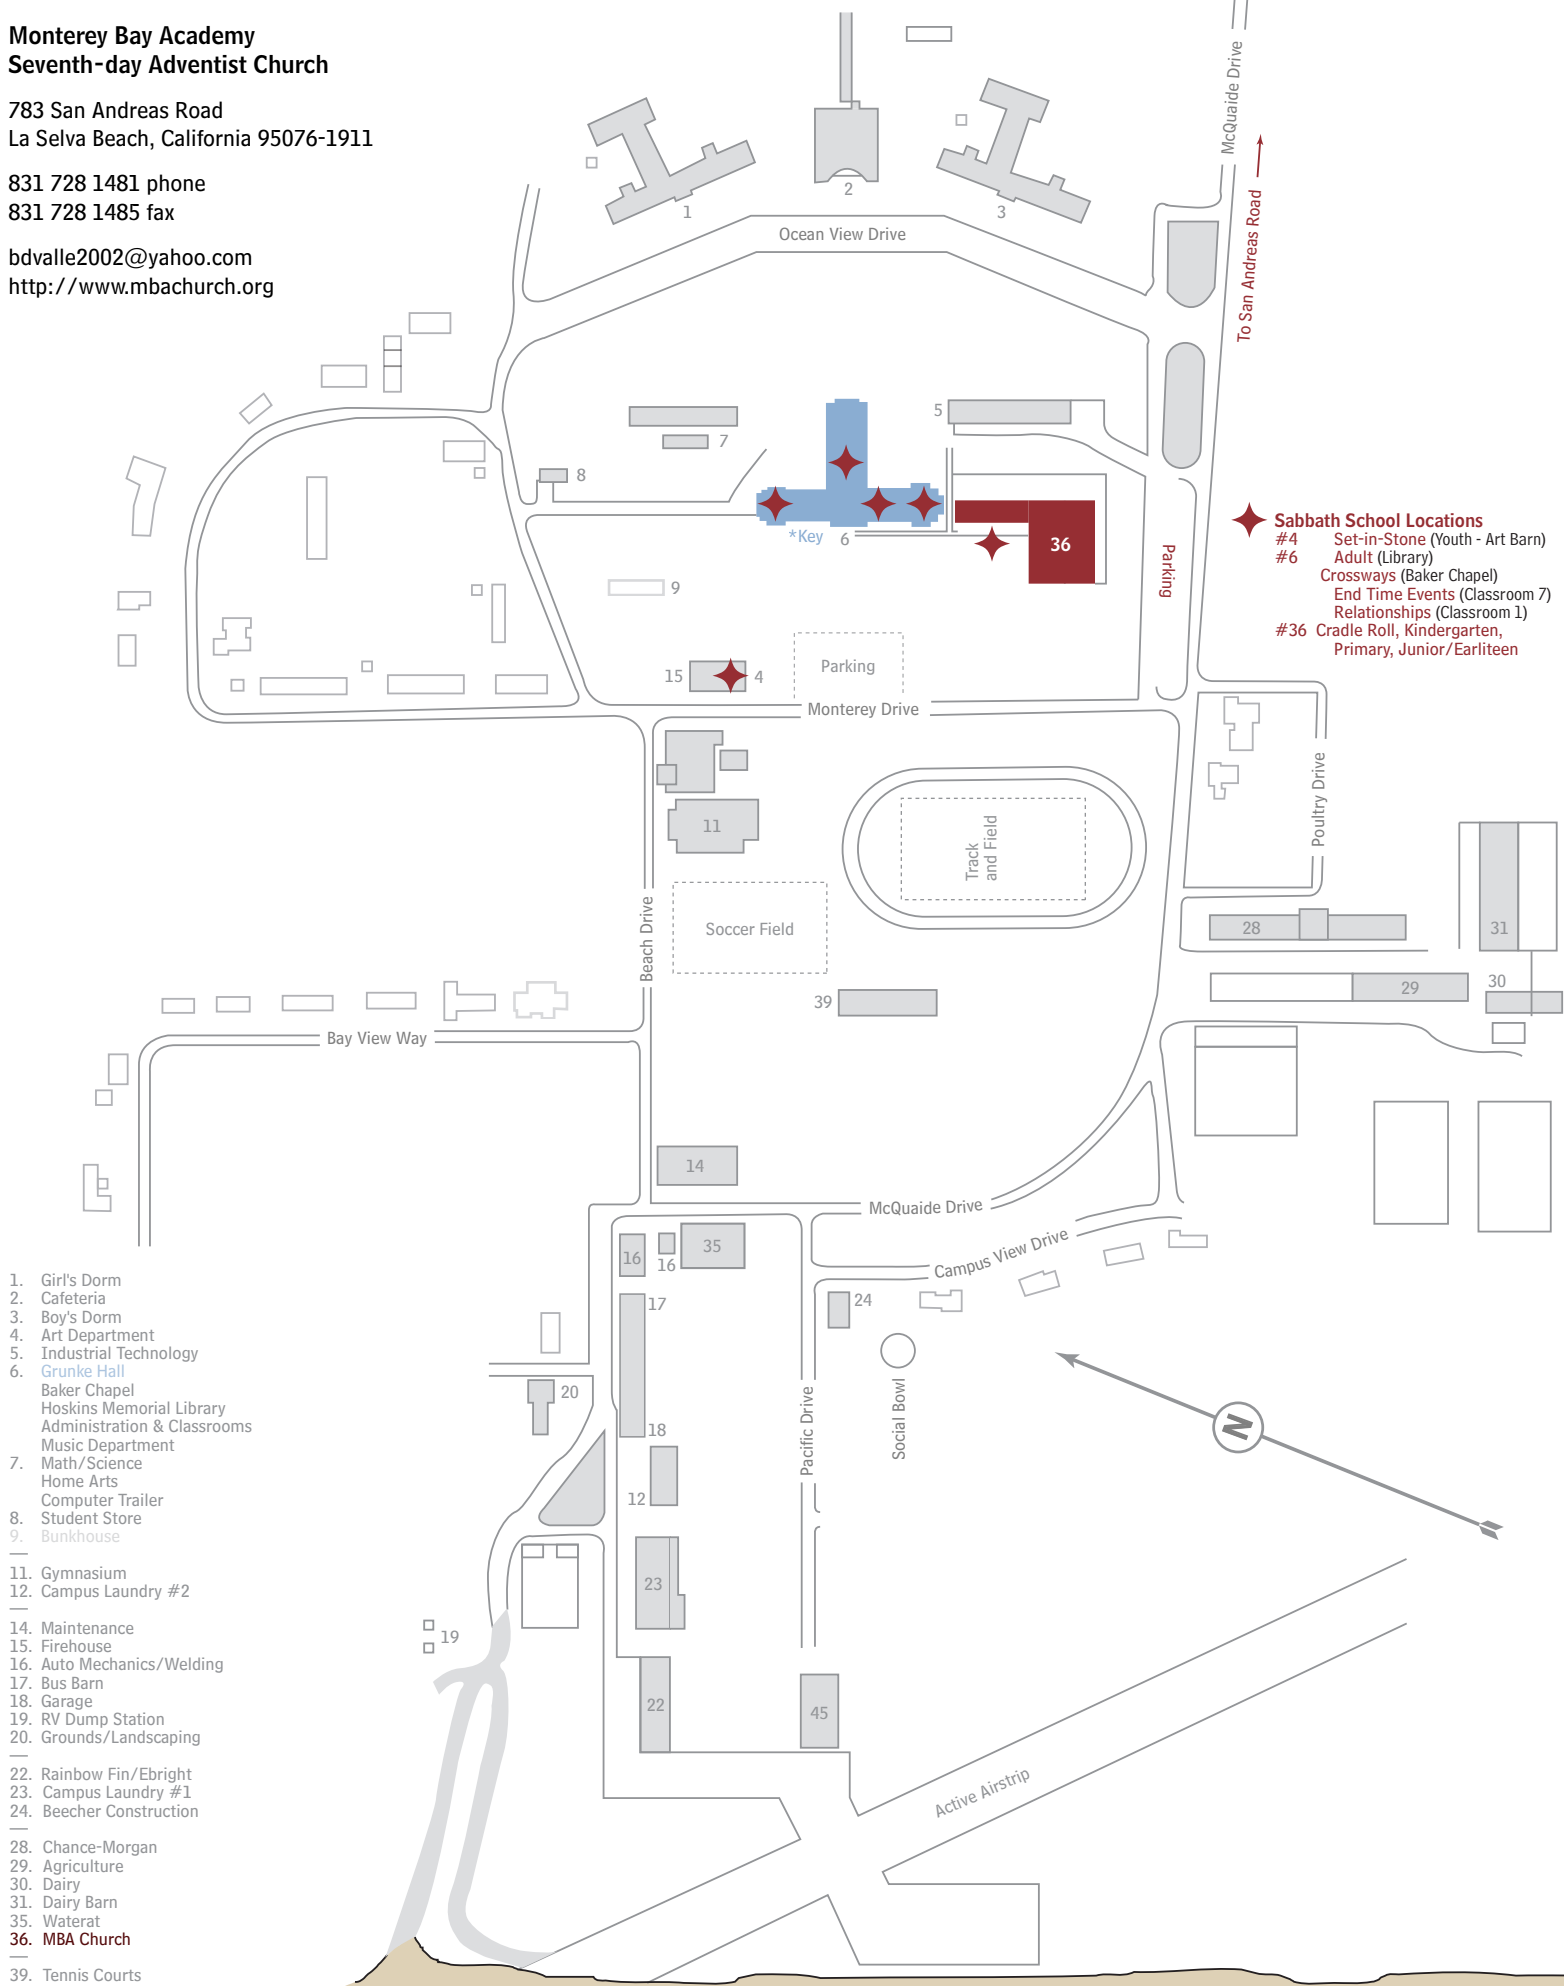 Monterey Bay Academy
Seventh-day Adventist Church
783 San Andreas Road
La Selva Beach, California 95076-1911
831 728 1481 phone
831 728 1485 fax
bdvalle2002@yahoo.com
http://www.mbachurch.org
McQuaide Drive
To San Andreas Road
1
2
3
Ocean View Drive
5
7
8
*Key
6
36
9
Parking
Sabbath School Locations
#4 Set-in-Stone (Youth - Art Barn)
#6 Adult (Library)
Crossways (Baker Chapel)
End Time Events (Classroom 7)
Relationships (Classroom 1)
#36 Cradle Roll, Kindergarten,
Primary, Junior/Earliteen
15
4
Parking
Monterey Drive
Poultry Drive
11
Track
and Field
Soccer Field
Beach Drive
28
31
39
29
30
Bay View Way
14
McQuaide Drive
16
16
35
Campus View Drive
17
24
20
18
Pacific Drive
Social Bowl
N
12
23
19
22
45
Active Airstrip
1. Girl's Dorm
2. Cafeteria
3. Boy's Dorm
4. Art Department
5. Industrial Technology
6. Grunke Hall
Baker Chapel
Hoskins Memorial Library
Administration & Classrooms
Music Department
7. Math/Science
Home Arts
Computer Trailer
8. Student Store
9. Bunkhouse
—
11. Gymnasium
12. Campus Laundry #2
—
14. Maintenance
15. Firehouse
16. Auto Mechanics/Welding
17. Bus Barn
18. Garage
19. RV Dump Station
20. Grounds/Landscaping
—
22. Rainbow Fin/Ebright
23. Campus Laundry #1
24. Beecher Construction
—
28. Chance-Morgan
29. Agriculture
30. Dairy
31. Dairy Barn
35. Waterat
36. MBA Church
—
39. Tennis Courts